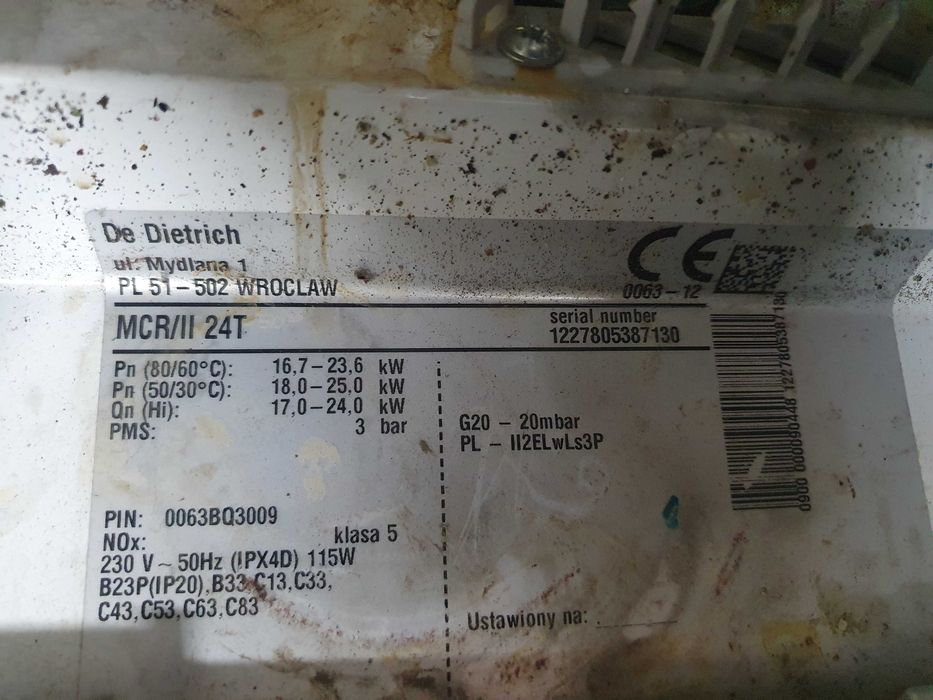 De Dietrich
ul. Mydlana 1
PL 51-502 WROCLAW
CE
0063-12
MCR/II 24T
serial number
1227805387130
Pn (80/60°C): 16,7-23,6 kW
Pn (50/30°C): 18,0-25,0 kW
Qn (Hi): 17,0-24,0 kW
PMS: 3 bar
G20 - 20mbar
PL - II2ELwLs3P
0900 0000090448 1227805387130
PIN: 0063BQ3009
NOx: klasa 5
230 V ~ 50Hz (IPX4D) 115W
B23P(IP20),B33,C13,C33,
C43,C53,C63,C83
Ustawiony na: